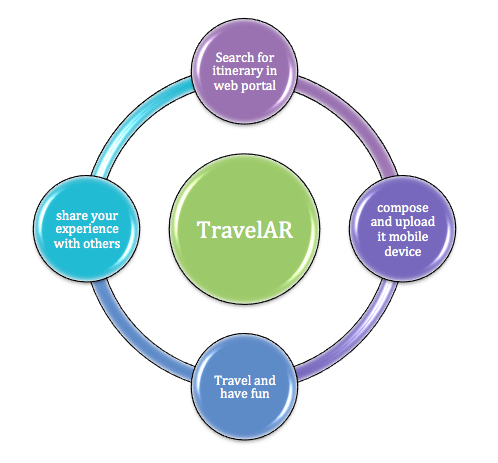 Search for
itinerary in
web portal
TravelAR
compose
and upload
it mobile
device
Travel and
have fun
share your
experience
with others